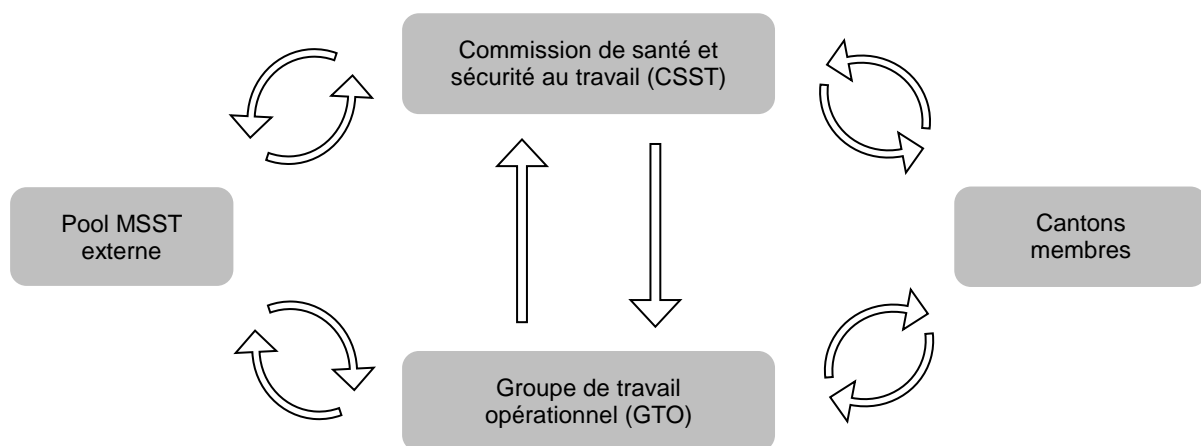 Commission de santé et
sécurité au travail (CSST)
Pool MSST
externe
Cantons
membres
Groupe de travail
opérationnel (GTO)